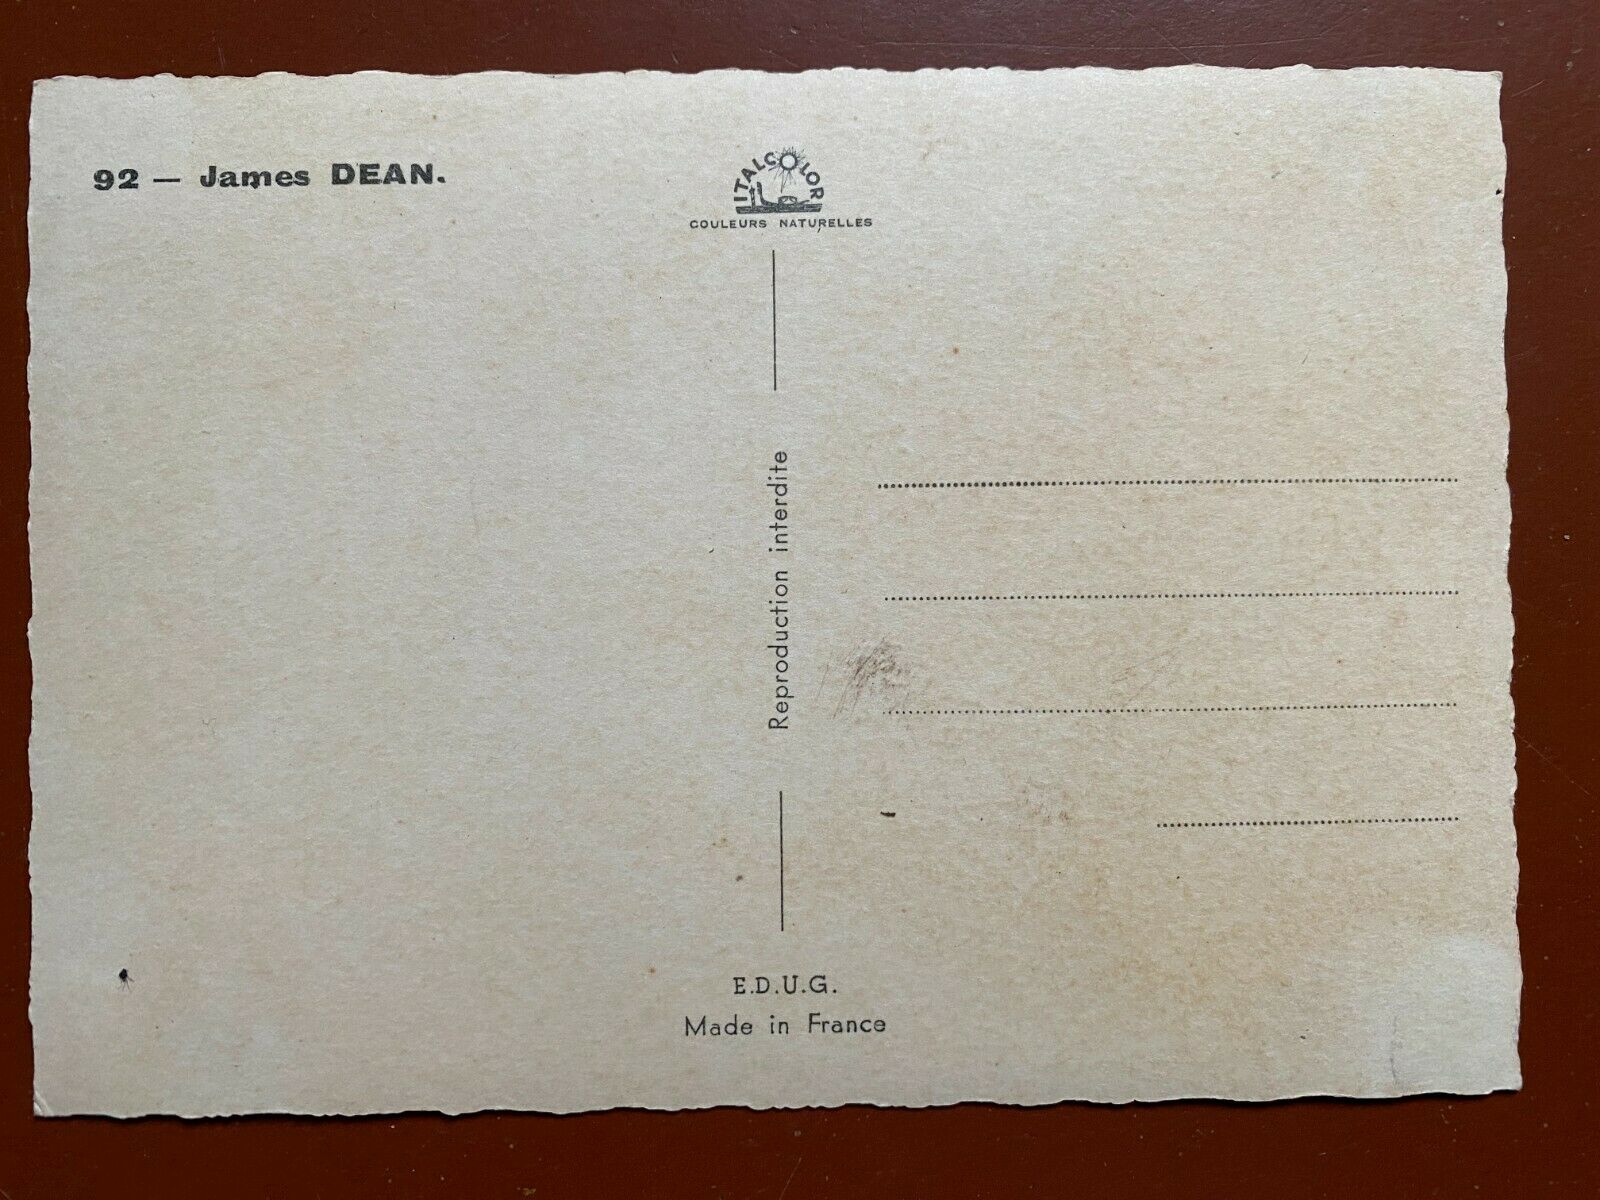 92 — James DEAN.
ITALCOLOR
COULEURS NATURELLES
Reproduction interdite
E.D.U.G.
Made in France